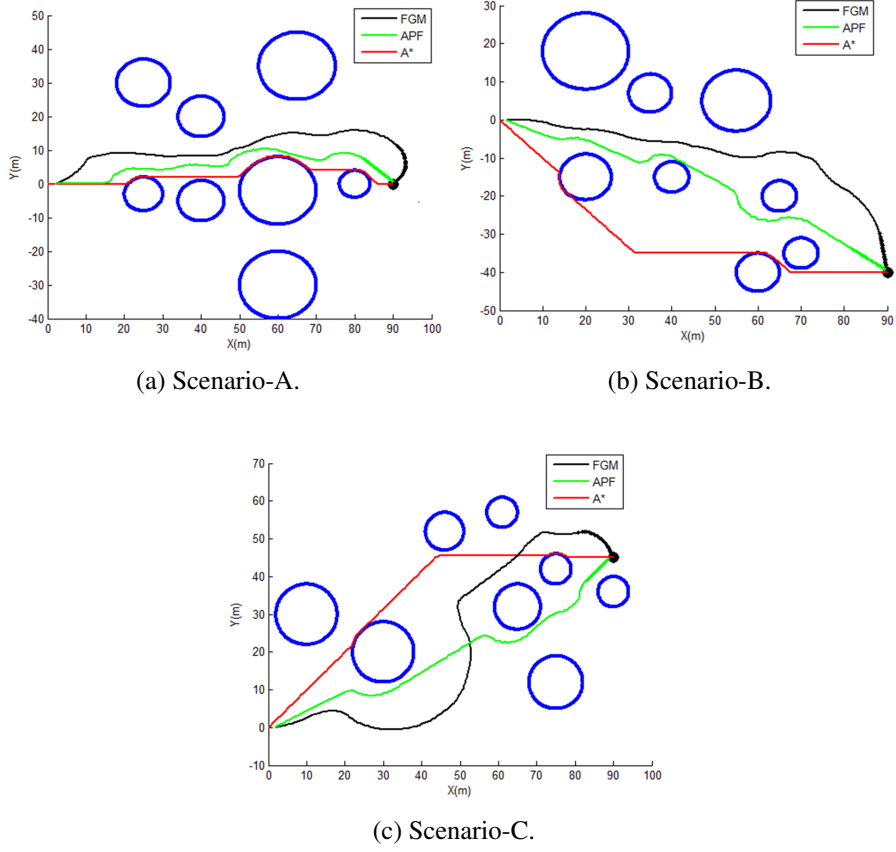 FGM
APF
A*
50
40
30
20
10
0
-10
-20
-30
-40
Y(m)
0 10 20 30 40 50 60 70 80 90 100
X(m)
(a) Scenario-A.
FGM
APF
A*
30
20
10
0
-10
-20
-30
-40
-50
Y(m)
0 10 20 30 40 50 60 70 80 90
X(m)
(b) Scenario-B.
FGM
APF
A*
70
60
50
40
30
20
10
0
-10
Y(m)
0 10 20 30 40 50 60 70 80 90 100
X(m)
(c) Scenario-C.